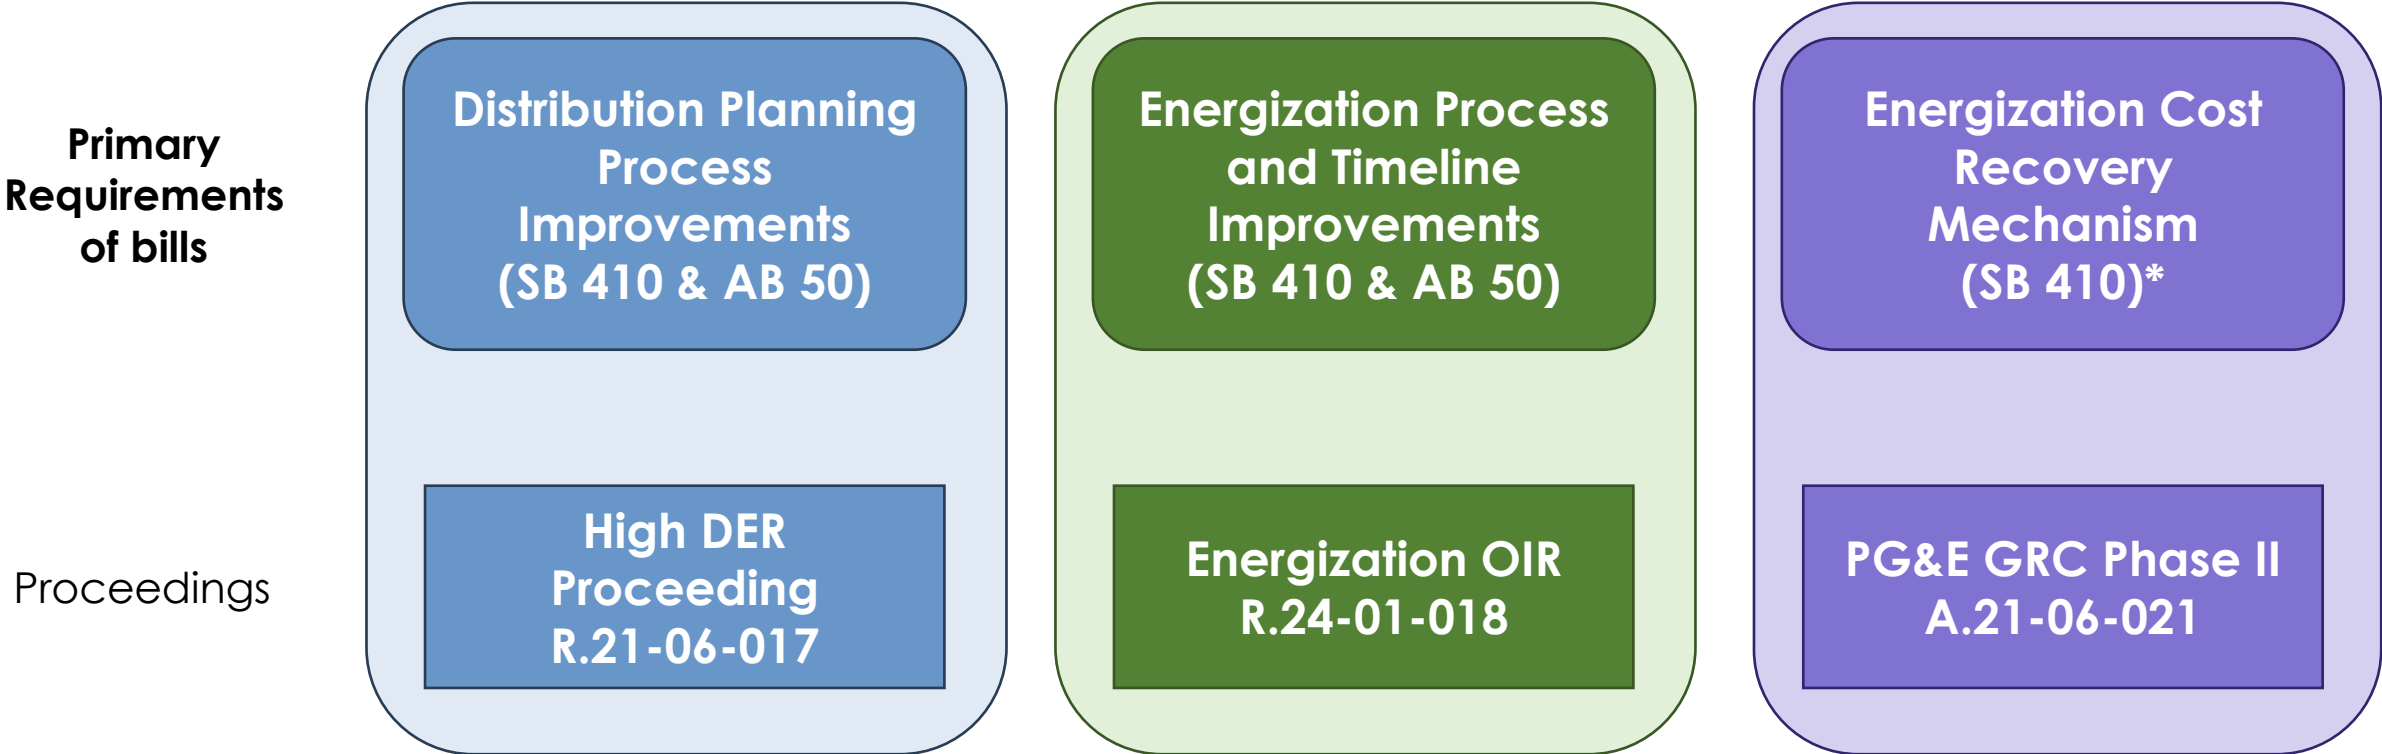 Primary
Requirements
of bills
Distribution Planning
Process
Improvements
(SB 410 & AB 50)
Energization Process
and Timeline
Improvements
(SB 410 & AB 50)
Energization Cost
Recovery
Mechanism
(SB 410)*
Proceedings
High DER
Proceeding
R.21-06-017
Energization OIR
R.24-01-018
PG&E GRC Phase II
A.21-06-021